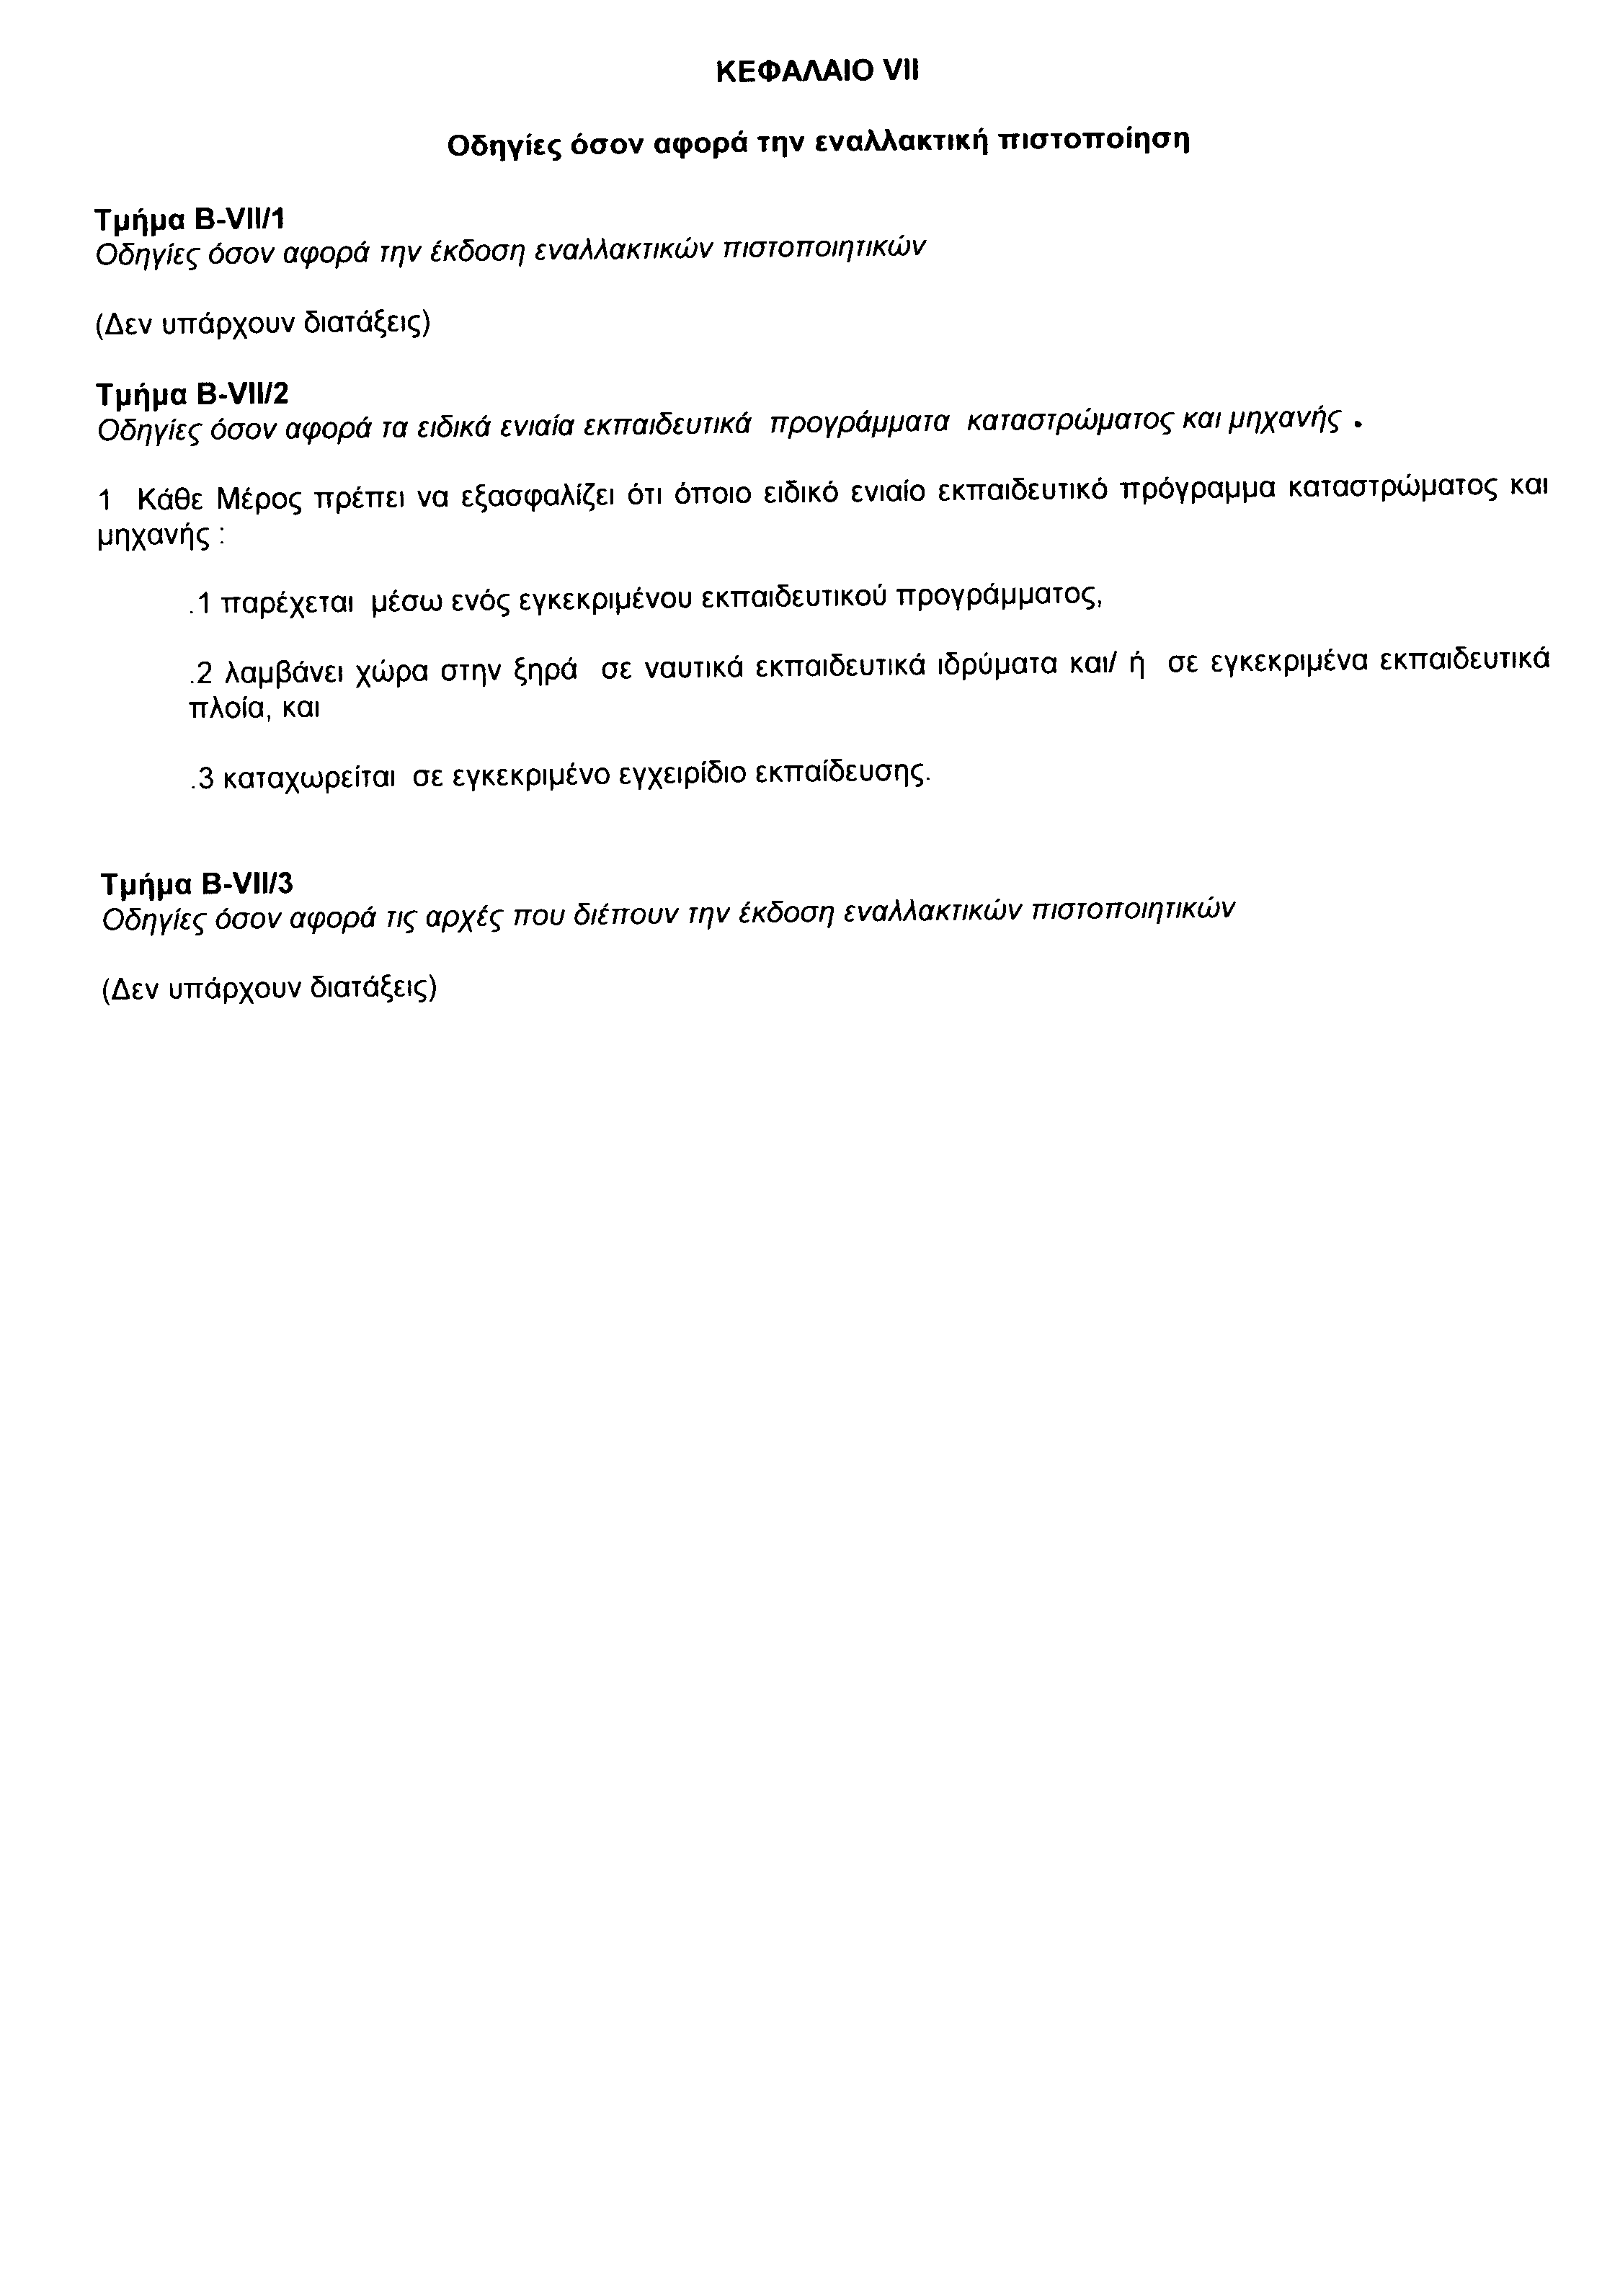 ΚΕΦΑΛΑΙΟ VII
Οδηγίες όσον αφορά την εναλλακτική πιστοποίηση
Τμήμα B-VII/1
Οδηγίες όσον αφορά την έκδοση εναλλακτικών πιστοποιητικών
(Δεν υπάρχουν διατάξεις)
Τμήμα B-VII/2
Οδηγίες όσον αφορά τα ειδικά ενιαία εκπαιδευτικά προγράμματα καταστρώματος και μηχανής .
1 Κάθε Μέρος πρέπει να εξασφαλίζει ότι όποιο ειδικό ενιαίο εκπαιδευτικό πρόγραμμα καταστρώματος και
μηχανής :
.1 παρέχεται μέσω ενός εγκεκριμένου εκπαιδευτικού προγράμματος,
.2 λαμβάνει χώρα στην ξηρά σε ναυτικά εκπαιδευτικά ιδρύματα και/ ή σε εγκεκριμένα εκπαιδευτικά
πλοία, και
.3 καταχωρείται σε εγκεκριμένο εγχειρίδιο εκπαίδευσης.
Τμήμα B-VII/3
Οδηγίες όσον αφορά τις αρχές που διέπουν την έκδοση εναλλακτικών πιστοποιητικών
(Δεν υπάρχουν διατάξεις)